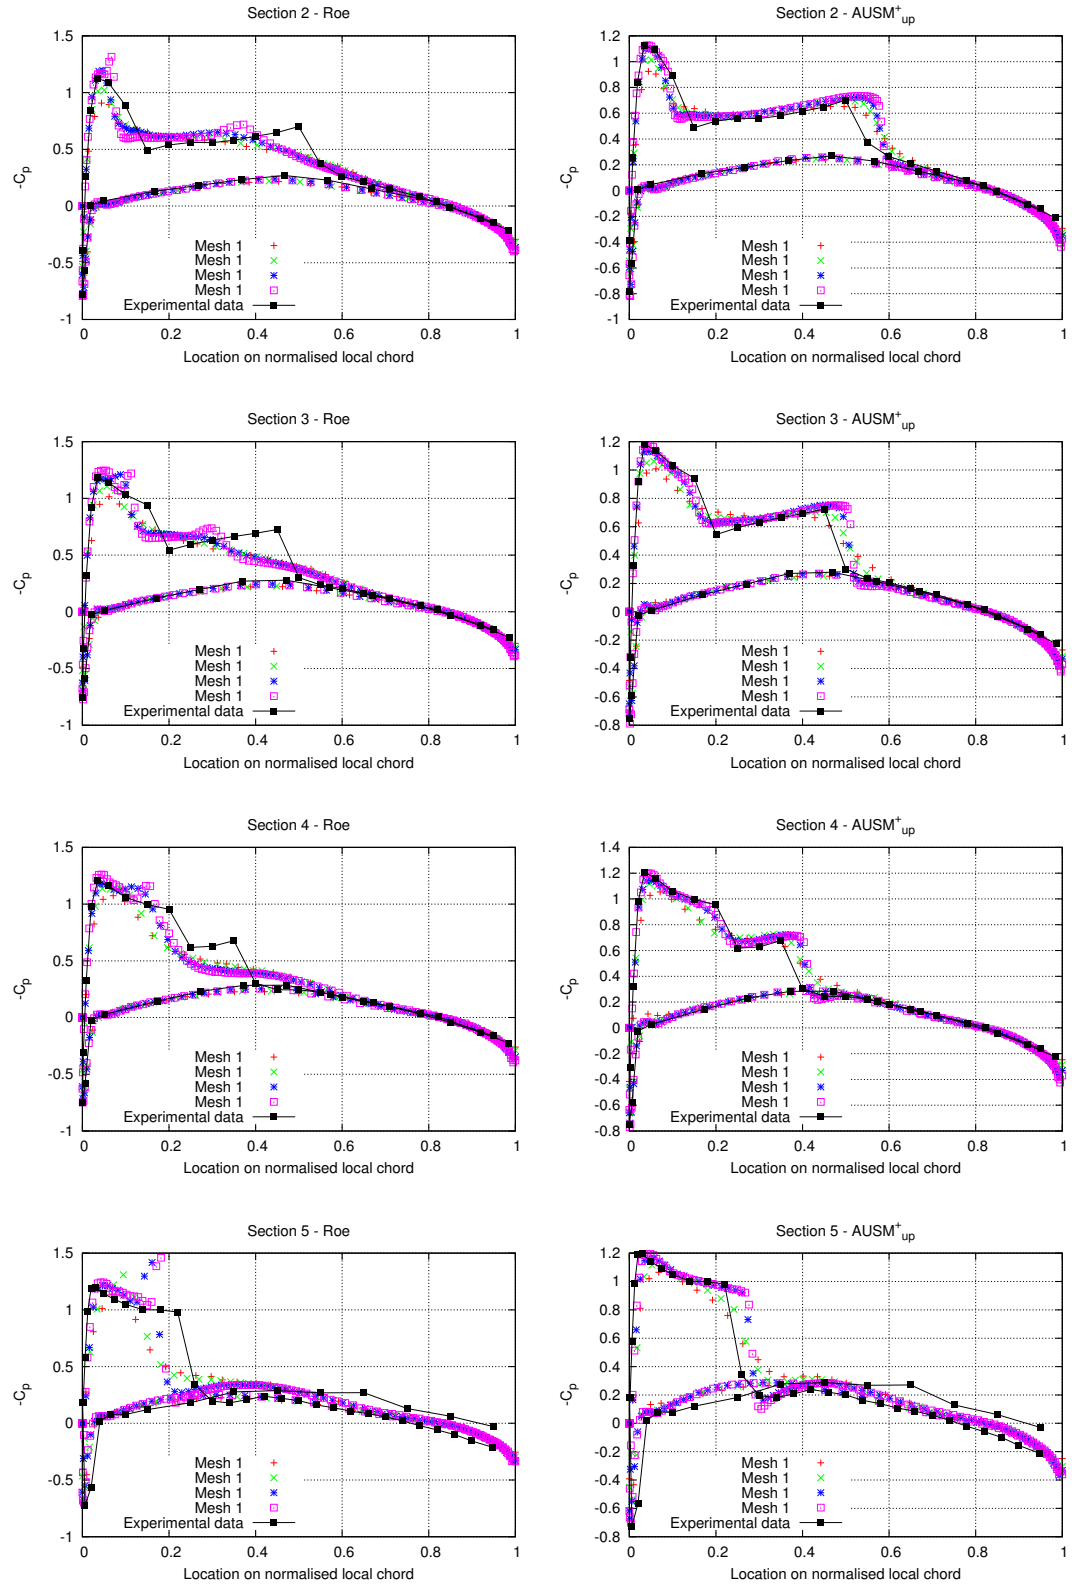 Section 2 - Roe
1.5
1
0.5
0
-0.5
-1
-Cp
Mesh 1
Mesh 1
Mesh 1
Mesh 1
Experimental data
0 0.2 0.4 0.6 0.8 1
Location on normalised local chord
Section 2 - AUSM+up
1.2
1
0.8
0.6
0.4
0.2
0
-0.2
-0.4
-0.6
-0.8
-1
-Cp
Mesh 1
Mesh 1
Mesh 1
Mesh 1
Experimental data
0 0.2 0.4 0.6 0.8 1
Location on normalised local chord
Section 3 - Roe
1.5
1
0.5
0
-0.5
-1
-Cp
Mesh 1
Mesh 1
Mesh 1
Mesh 1
Experimental data
0 0.2 0.4 0.6 0.8 1
Location on normalised local chord
Section 3 - AUSM+up
1.2
1
0.8
0.6
0.4
0.2
0
-0.2
-0.4
-0.6
-0.8
-Cp
Mesh 1
Mesh 1
Mesh 1
Mesh 1
Experimental data
0 0.2 0.4 0.6 0.8 1
Location on normalised local chord
Section 4 - Roe
1.5
1
0.5
0
-0.5
-1
-Cp
Mesh 1
Mesh 1
Mesh 1
Mesh 1
Experimental data
0 0.2 0.4 0.6 0.8 1
Location on normalised local chord
Section 4 - AUSM+up
1.4
1.2
1
0.8
0.6
0.4
0.2
0
-0.2
-0.4
-0.6
-0.8
-Cp
Mesh 1
Mesh 1
Mesh 1
Mesh 1
Experimental data
0 0.2 0.4 0.6 0.8 1
Location on normalised local chord
Section 5 - Roe
1.5
1
0.5
0
-0.5
-1
-Cp
Mesh 1
Mesh 1
Mesh 1
Mesh 1
Experimental data
0 0.2 0.4 0.6 0.8 1
Location on normalised local chord
Section 5 - AUSM+up
1.2
1
0.8
0.6
0.4
0.2
0
-0.2
-0.4
-0.6
-0.8
-Cp
Mesh 1
Mesh 1
Mesh 1
Mesh 1
Experimental data
0 0.2 0.4 0.6 0.8 1
Location on normalised local chord